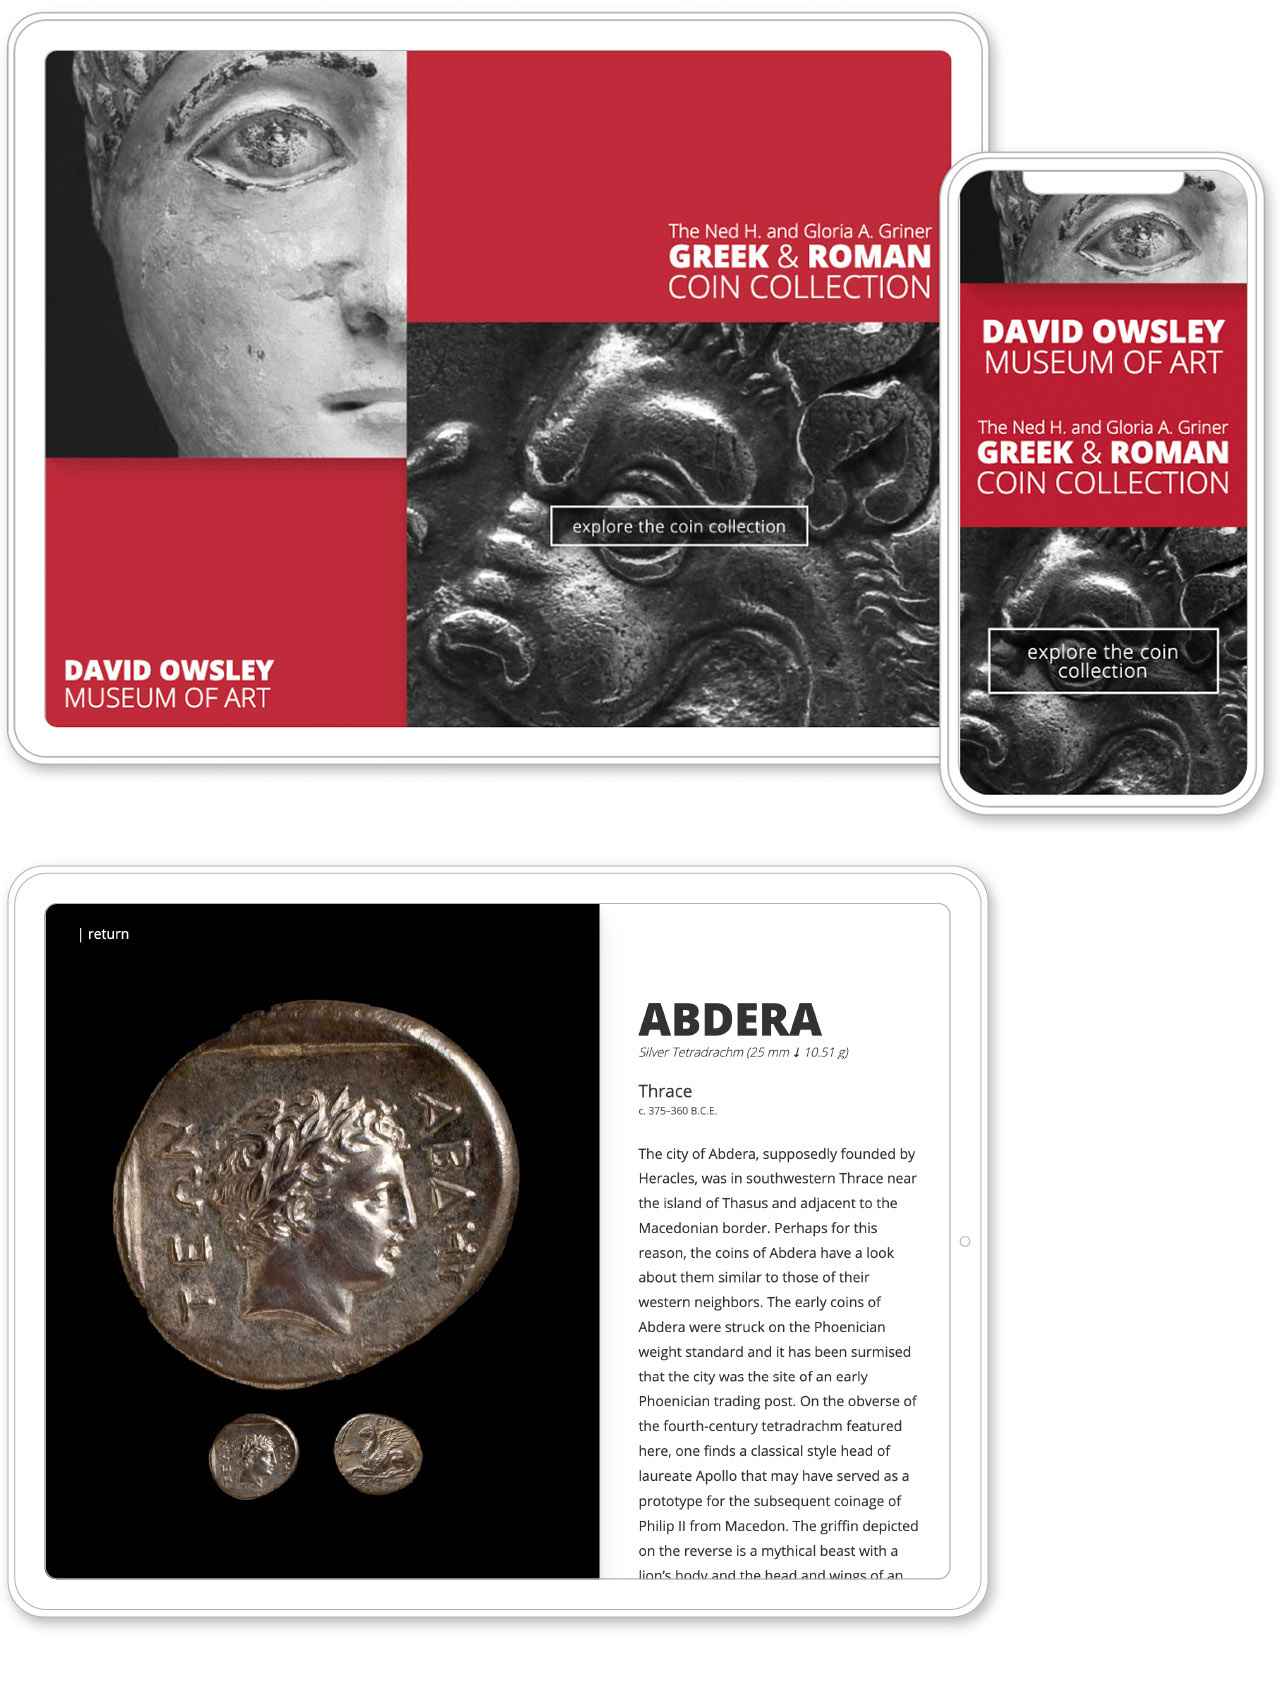 The Ned H. and Gloria A. Griner
GREEK & ROMAN
COIN COLLECTION
explore the coin collection
DAVID OWSLEY
MUSEUM OF ART
DAVID OWSLEY
MUSEUM OF ART
The Ned H. and Gloria A. Griner
GREEK & ROMAN
COIN COLLECTION
explore the coin
collection
| return
ABDERA
Silver Tetradrachm (25 mm ↓ 10.51 g)
Thrace
c. 375–360 B.C.E.
The city of Abdera, supposedly founded by
Heracles, was in southwestern Thrace near
the island of Thasus and adjacent to the
Macedonian border. Perhaps for this
reason, the coins of Abdera have a look
about them similar to those of their
western neighbors. The early coins of
Abdera were struck on the Phoenician
weight standard and it has been surmised
that the city was the site of an early
Phoenician trading post. On the obverse of
the fourth-century tetradrachm featured
here, one finds a classical style head of
laureate Apollo that may have served as a
prototype for the subsequent coinage of
Philip II from Macedon. The griffin depicted
on the reverse is a mythical beast with a
lion's body and the head and wings of an